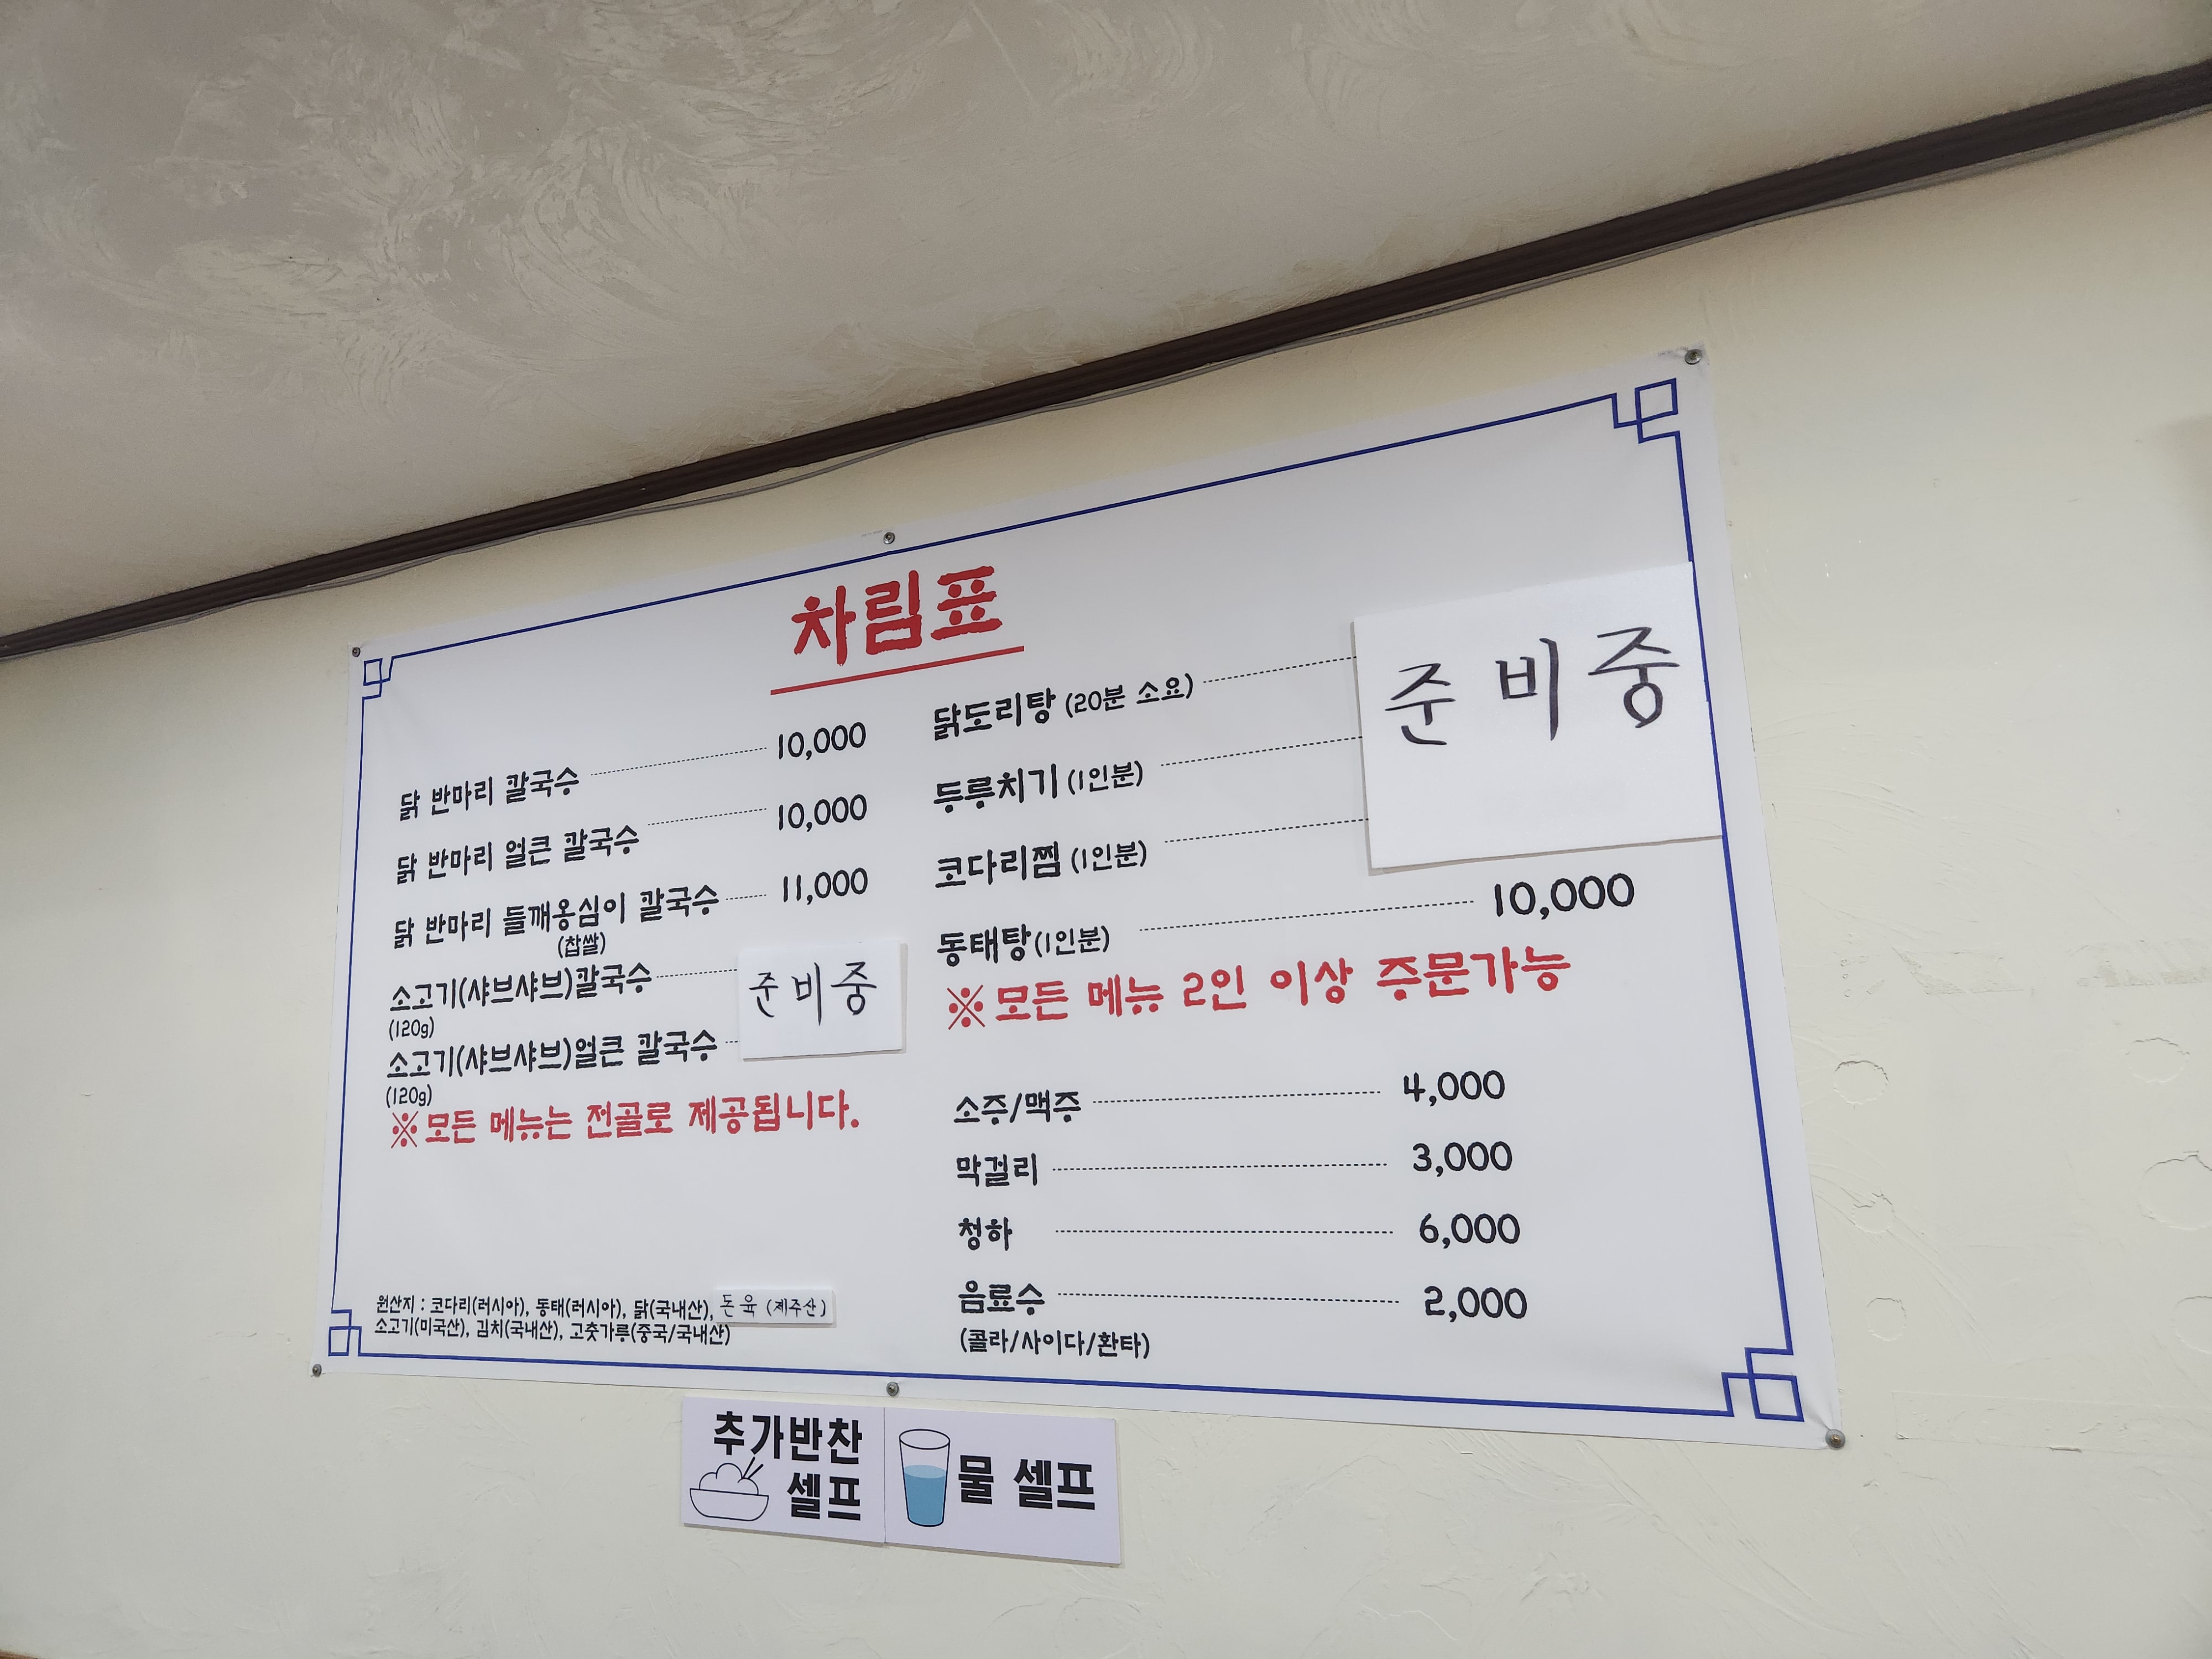 차림표
닭 반마리 칼국수 10,000
닭 반마리 얼큰 칼국수 10,000
닭 반마리 들깨옹심이 칼국수 11,000
(찹쌀)
소고기(샤브샤브)칼국수
(120g)
소고기(샤브샤브)얼큰 칼국수
(120g)
준비중
※모든 메뉴는 전골로 제공됩니다.
원산지 : 코다리(러시아), 동태(러시아), 닭(국내산), 돈육 (제주산)
소고기(미국산), 김치(국내산), 고춧가루(중국/국내산)
닭도리탕 (20분 소요)
두루치기 (1인분)
코다리찜 (1인분)
준비중
동태탕(1인분) 10,000
※모든 메뉴 2인 이상 주문가능
소주/맥주 4,000
막걸리 3,000
청하 6,000
음료수 2,000
(콜라/사이다/환타)
추가반찬
셀프
물 셀프